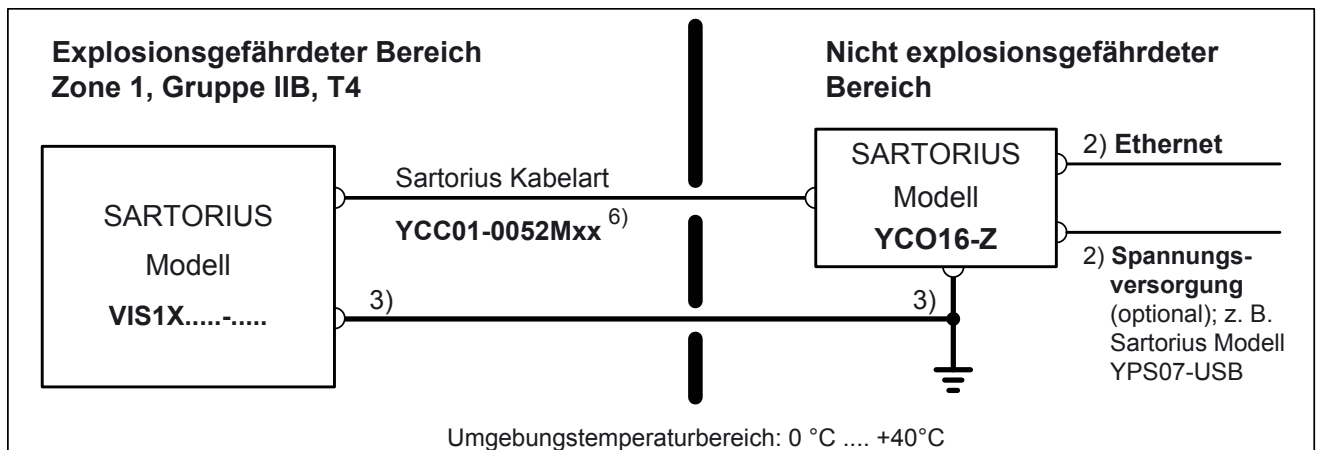 Explosionsgefährdeter Bereich
Zone 1, Gruppe IIB, T4
Nicht explosionsgefährdeter
Bereich
SARTORIUS
Modell
VIS1X.....-.....
Sartorius Kabelart
YCC01-0052Mxx 6)
3)
3)
SARTORIUS
Modell
YCO16-Z
2) Ethernet
2) Spannungs-
versorgung
(optional); z. B.
Sartorius Modell
YPS07-USB
Umgebungstemperaturbereich: 0 °C .... +40°C